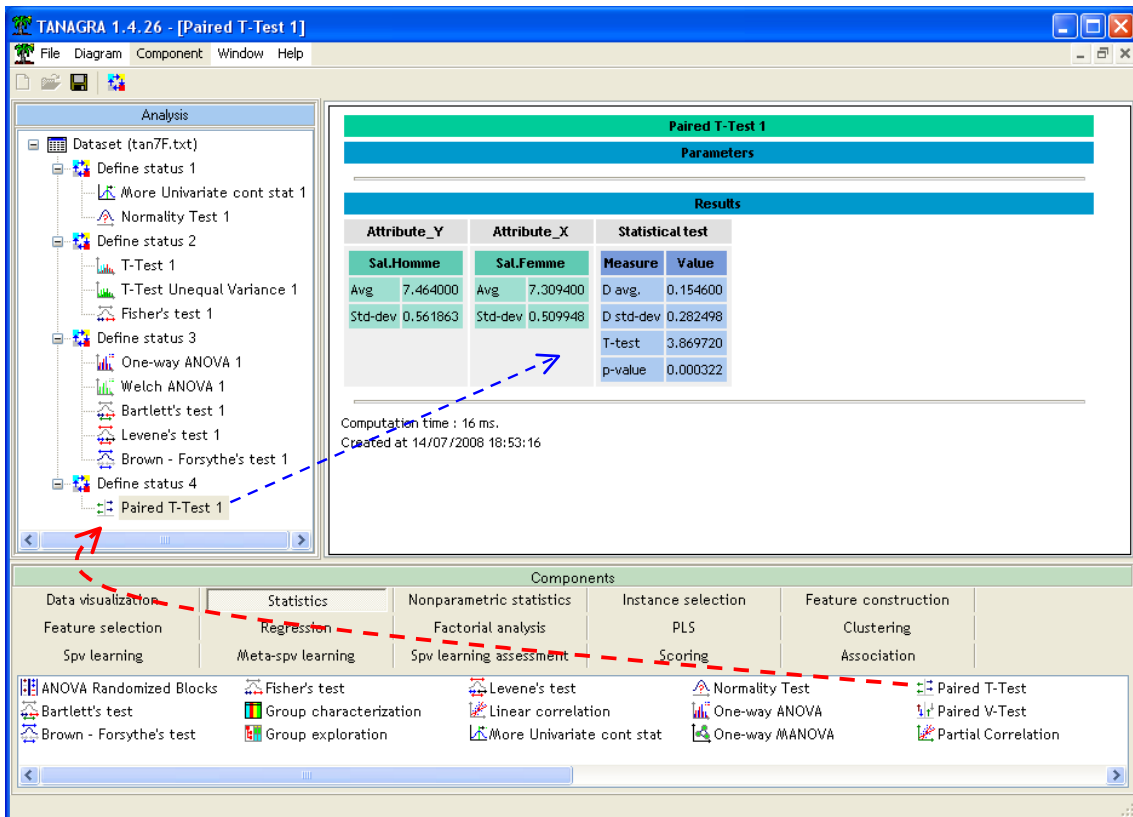 TANAGRA 1.4.26 - [Paired T-Test 1]
File Diagram Component Window Help
Analysis
Dataset (tan7F.txt)
Define status 1
More Univariate cont stat 1
Normality Test 1
Define status 2
T-Test 1
T-Test Unequal Variance 1
Fisher's test 1
Define status 3
One-way ANOVA 1
Welch ANOVA 1
Bartlett's test 1
Levene's test 1
Brown - Forsythe's test 1
Define status 4
Paired T-Test 1
Paired T-Test 1
Parameters
Results
Attribute_Y Attribute_X Statistical test
Sal.Homme Sal.Femme Measure Value
Avg 7.464000 Avg 7.309400 D avg. 0.154600
Std-dev 0.561863 Std-dev 0.509948 D std-dev 0.282498
T-test 3.869720
p-value 0.000322
Computation time : 16 ms.
Created at 14/07/2008 18:53:16
Components
Data visualization Statistics Nonparametric statistics Instance selection Feature construction
Feature selection Regression Factorial analysis PLS Clustering
Spv learning Meta-spv learning Spv learning assessment Scoring Association
ANOVA Randomized Blocks Fisher's test Levene's test Normality Test Paired T-Test
Bartlett's test Group characterization Linear correlation One-way ANOVA Paired V-Test
Brown - Forsythe's test Group exploration More Univariate cont stat One-way MANOVA Partial Correlation